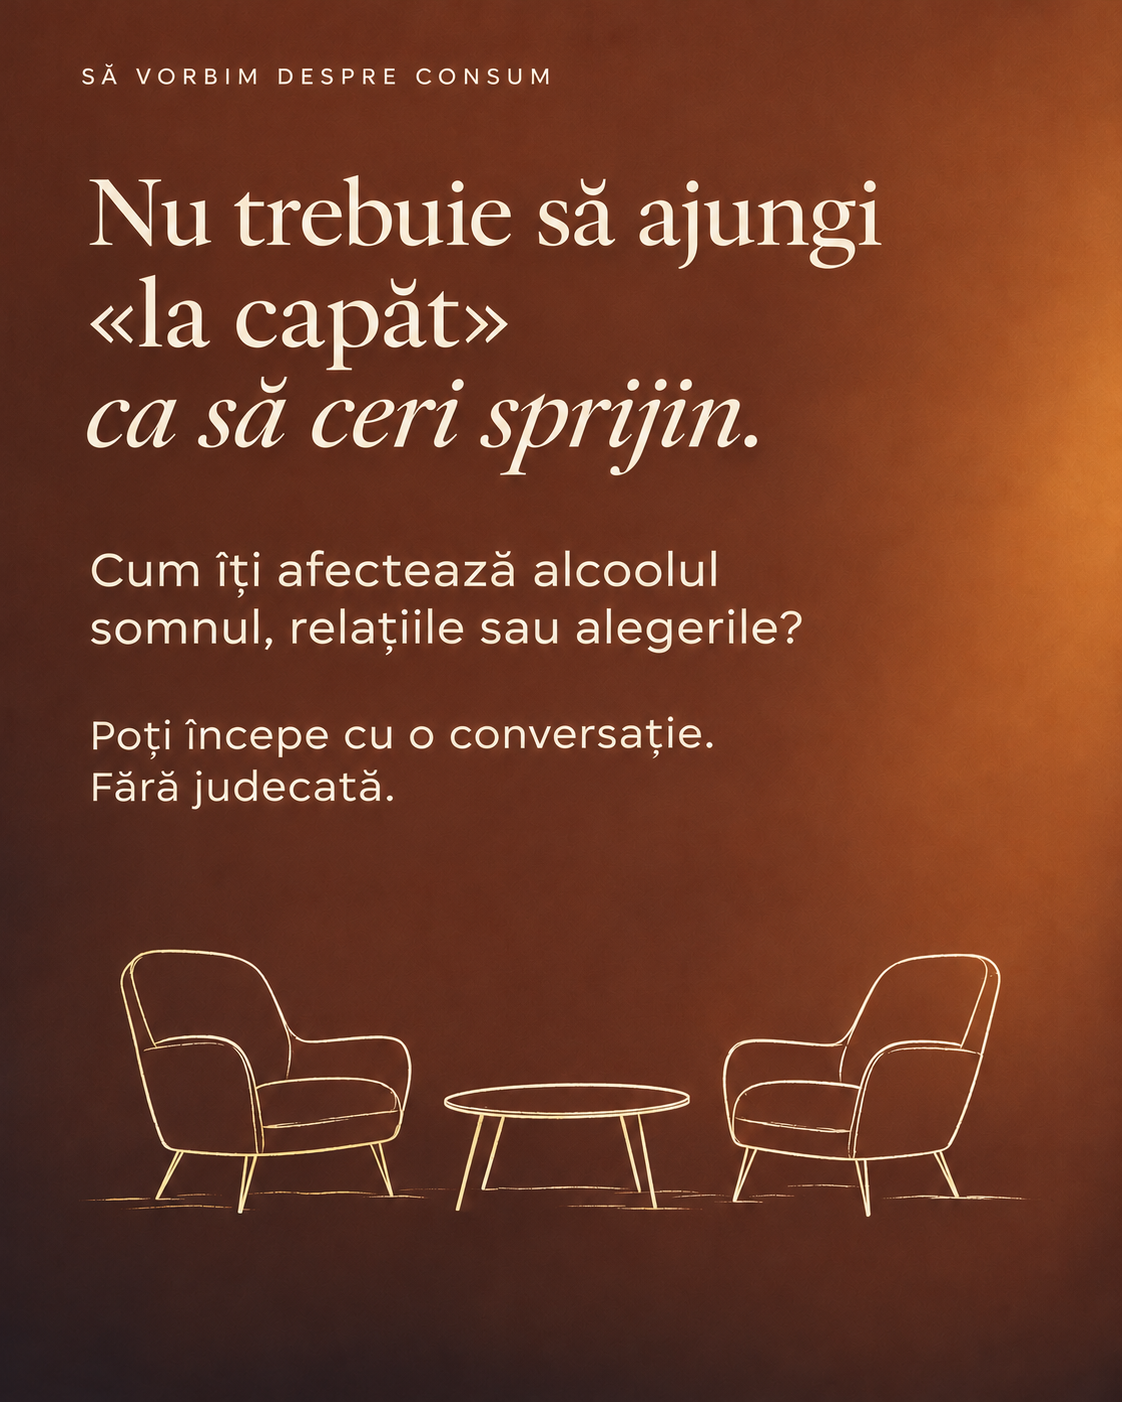 SĂ VORBIM DESPRE CONSUM
Nu trebuie să ajungi
«la capăt»
ca să ceri sprijin.
Cum îți afectează alcoolul
somnul, relațiile sau alegerile?
Poți începe cu o conversație.
Fără judecată.